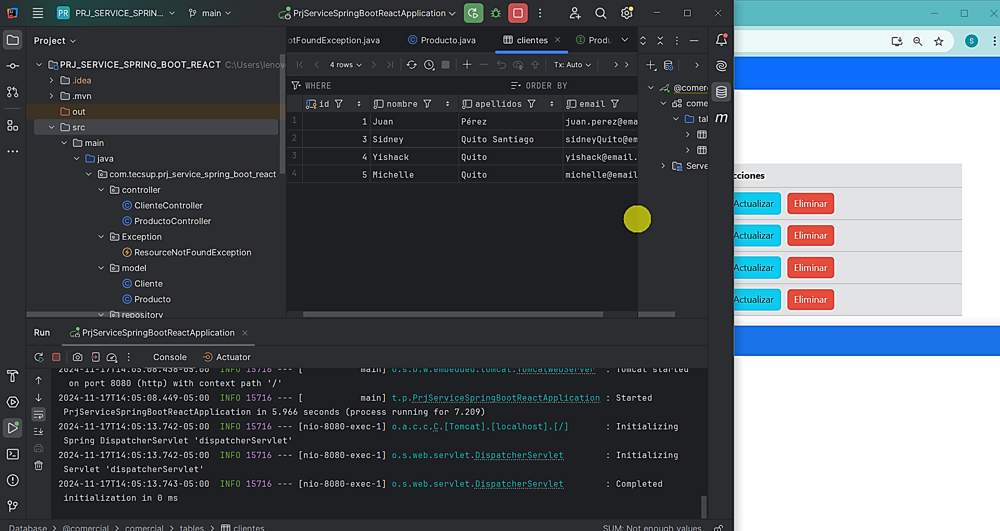 PR PRJ_SERVICE_SPRIN... main PrjServiceSpringBootReactApplication
Project
PRJ_SERVICE_SPRING_BOOT_REACT C:\Users\lenov
.idea
.mvn
out
src
main
java
com.tecsup.prj_service_spring_boot_react
controller
ClienteController
ProductoController
Exception
ResourceNotFoundException
model
Cliente
Producto
repository
otFoundException.java Producto.java clientes Produ
4 rows Tx: Auto
WHERE ORDER BY
id nombre apellidos email
1 1 Juan Pérez juan.perez@ema
2 3 Sidney Quito Santiago sidneyQuito@em
3 4 Yishack Quito yishack@email.
4 5 Michelle Quito michelle@email
@comer
come
tal
Serve
m
S
cciones
Actualizar Eliminar
Actualizar Eliminar
Actualizar Eliminar
Actualizar Eliminar
Run PrjServiceSpringBootReactApplication
Console Actuator
2024-11-17T14:05:08.438-05:00 INFO 15716 --- [ main] o.s.b.w.embedded.tomcat.TomcatWebServer : Tomcat started
on port 8080 (http) with context path '/'
2024-11-17T14:05:08.449-05:00 INFO 15716 --- [ main] t.p.PrjServiceSpringBootReactApplication : Started
PrjServiceSpringBootReactApplication in 5.966 seconds (process running for 7.209)
2024-11-17T14:05:13.742-05:00 INFO 15716 --- [nio-8080-exec-1] o.a.c.c.C.[Tomcat].[localhost].[/] : Initializing
Spring DispatcherServlet 'dispatcherServlet'
2024-11-17T14:05:13.742-05:00 INFO 15716 --- [nio-8080-exec-1] o.s.web.servlet.DispatcherServlet : Initializing
Servlet 'dispatcherServlet'
2024-11-17T14:05:13.743-05:00 INFO 15716 --- [nio-8080-exec-1] o.s.web.servlet.DispatcherServlet : Completed
initialization in 0 ms
Database > @comercial > comercial > tables > clientes SUM: Not enough values